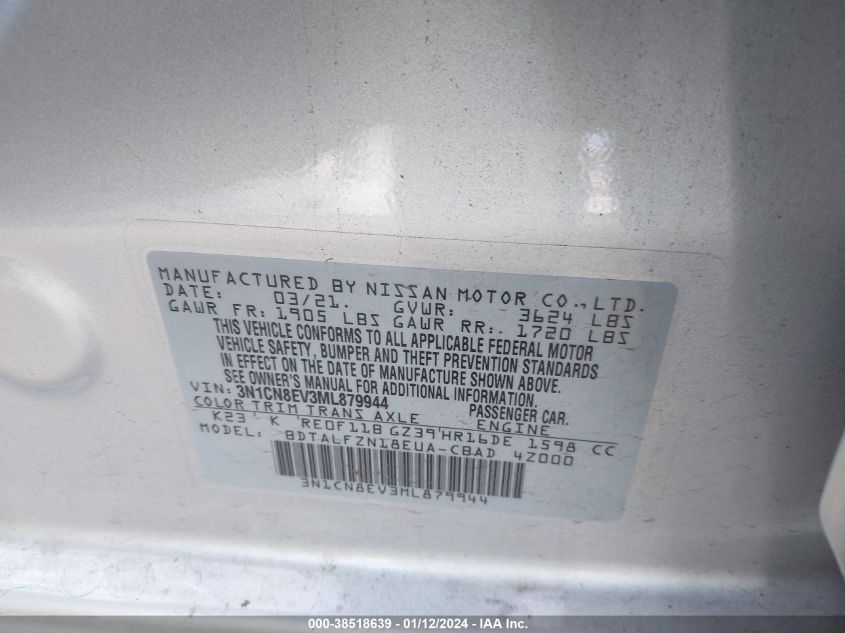 MANUFACTURED BY NISSAN MOTOR CO., LTD.
DATE: 03/21. GVWR: 3624 LBS
GAWR FR: 1905 LBS GAWR RR: 1720 LBS
THIS VEHICLE CONFORMS TO ALL APPLICABLE FEDERAL MOTOR
VEHICLE SAFETY, BUMPER AND THEFT PREVENTION STANDARDS
IN EFFECT ON THE DATE OF MANUFACTURE SHOWN ABOVE.
SEE OWNER'S MANUAL FOR ADDITIONAL INFORMATION.
VIN: 3N1CN8EV3ML879944 PASSENGER CAR.
COLOR TRIM TRANS AXLE ENGINE
K23 K RE0F11B GZ39 HR16DE 1598 CC
MODEL: BDTALFZN18EUA-CBAD 4Z000
3N1CN8EV3ML879944
000-38518639 - 01/12/2024 - IAA Inc.